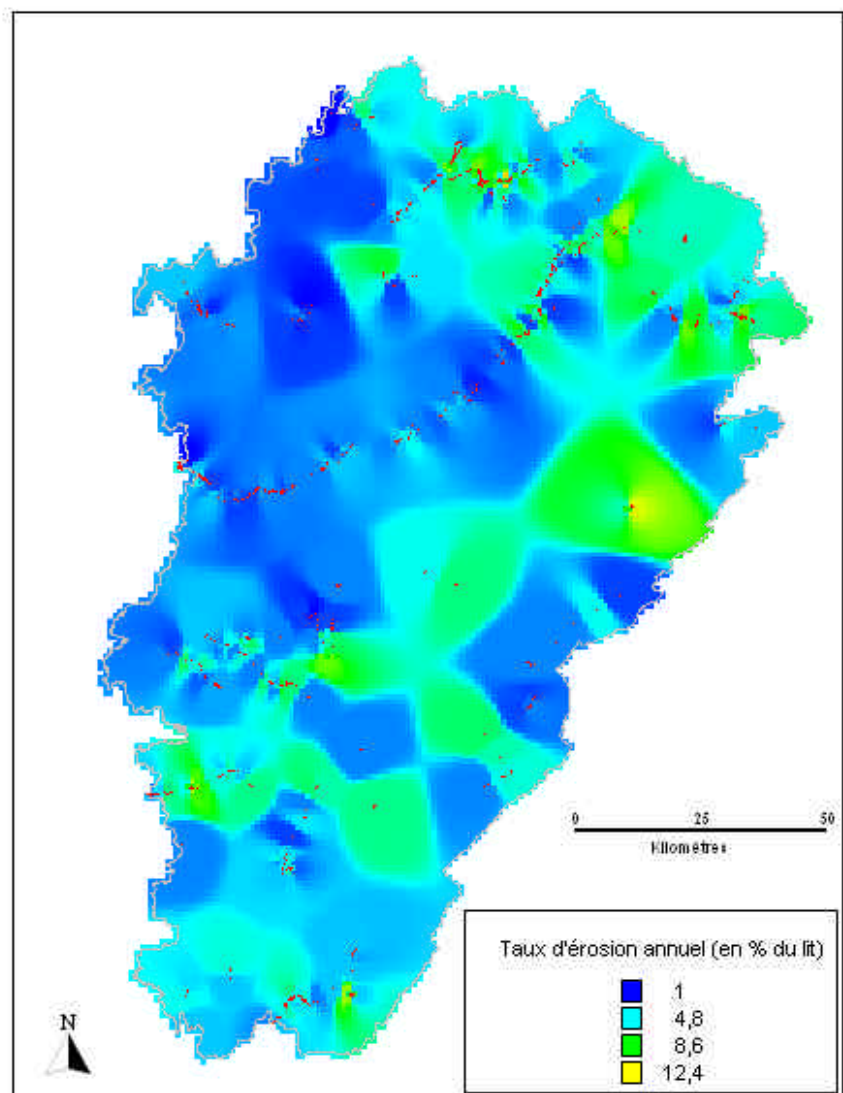 0 25 50
Kilomètres
Taux d'érosion annuel (en % du lit)
1
4,8
8,6
12,4
N